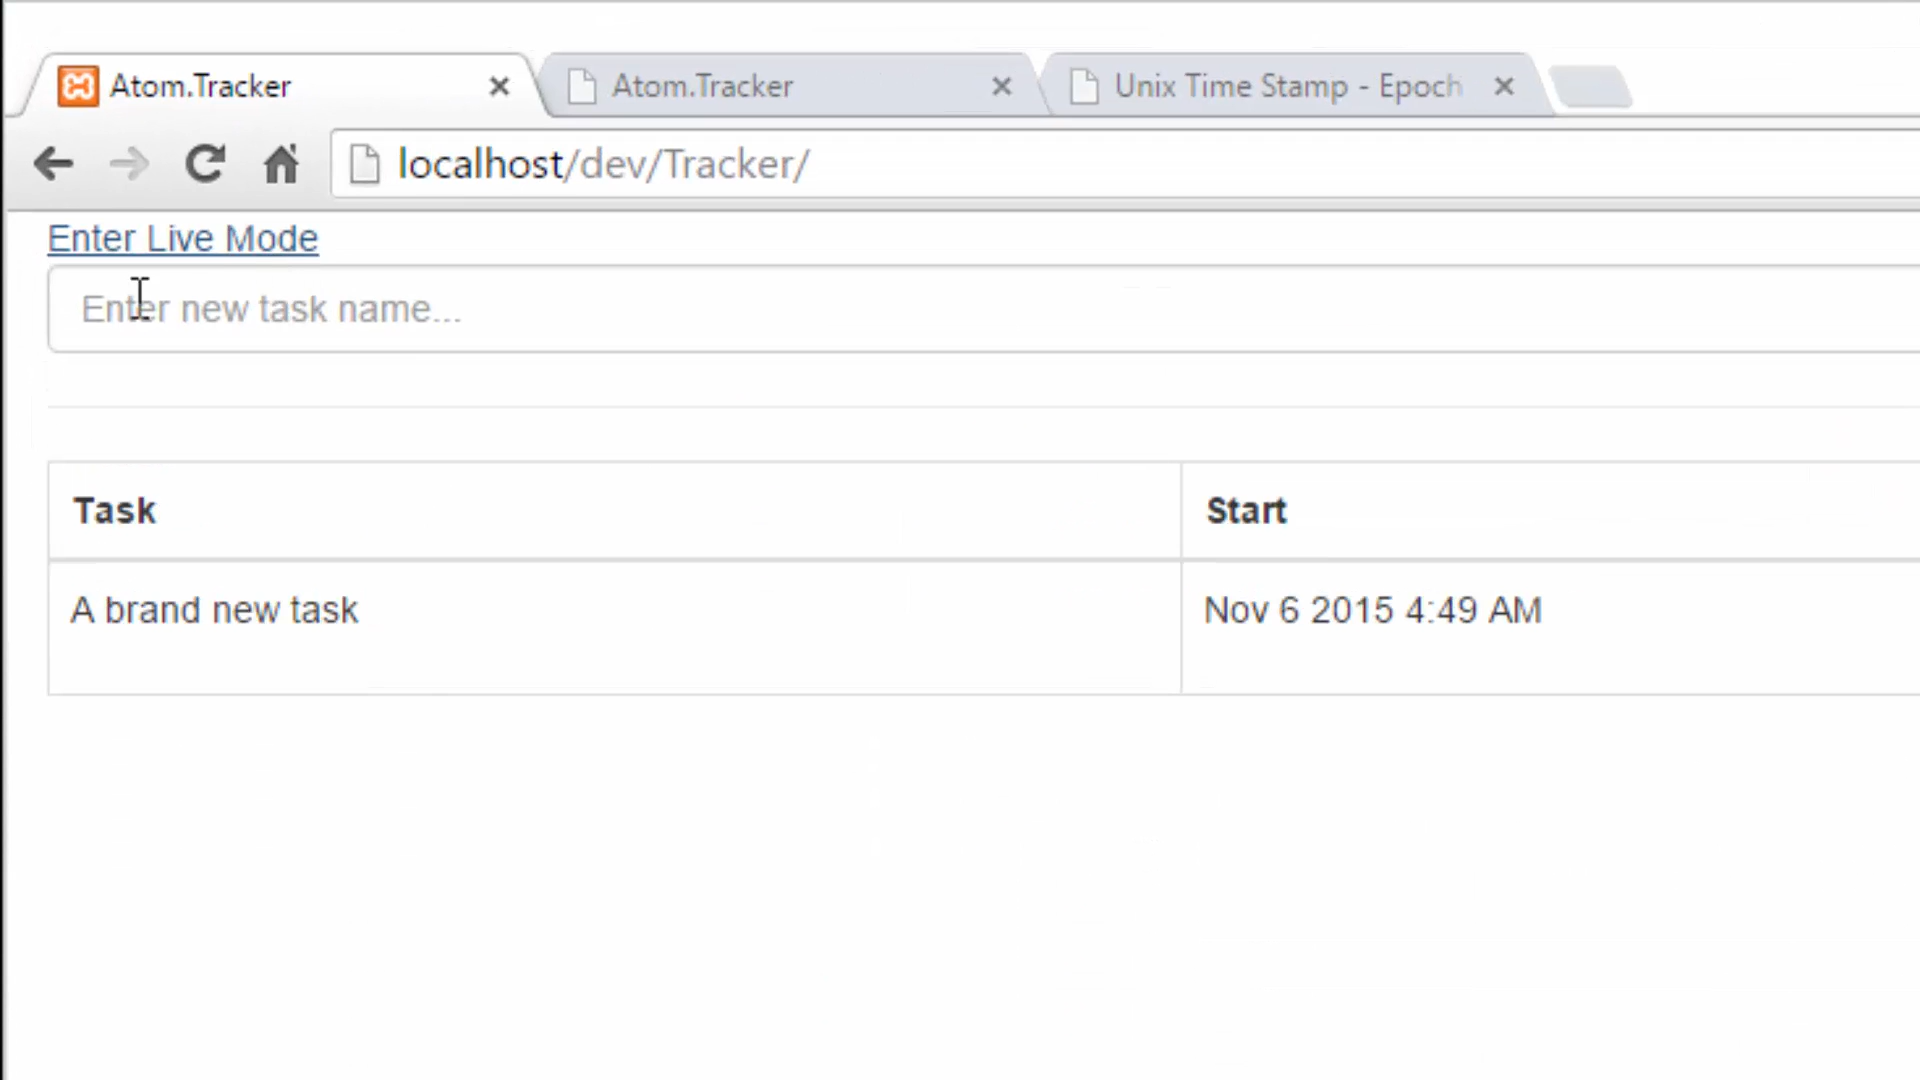 Atom.Tracker
Atom.Tracker
Unix Time Stamp - Epoch
localhost/dev/Tracker/
Enter Live Mode
Enter new task name...
Task
Start
A brand new task
Nov 6 2015 4:49 AM